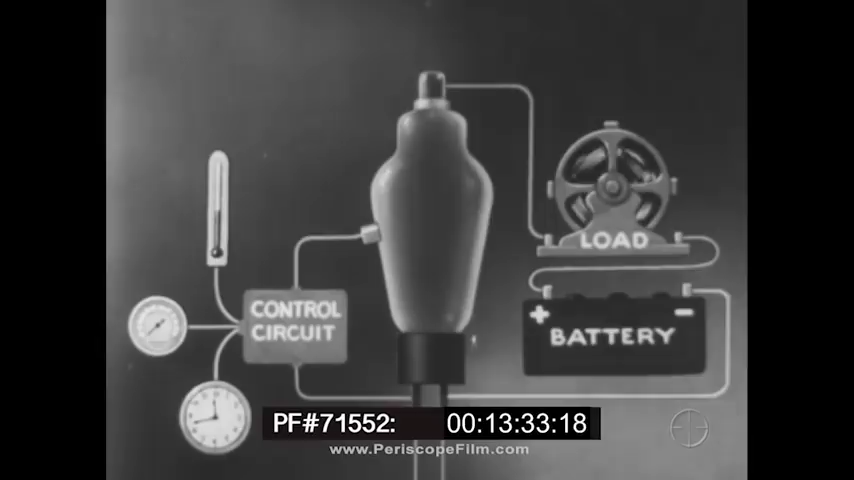 LOAD
CONTROL
CIRCUIT
+ -
BATTERY
PF#71552: 00:13:33:18
www.PeriscopeFilm.com